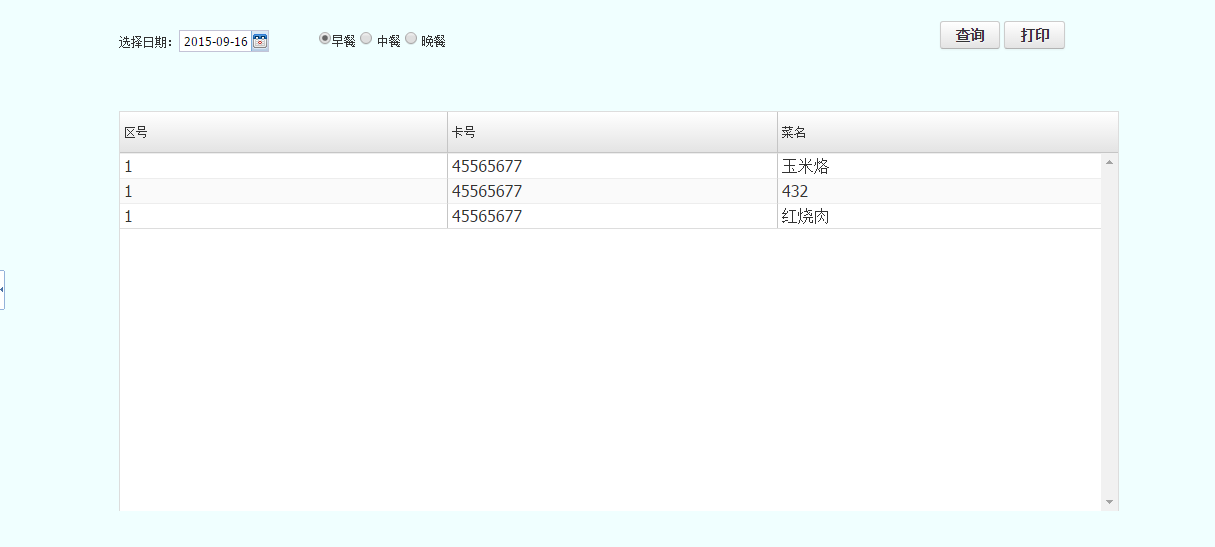 选择日期： 2015-09-16 早餐 中餐 晚餐 查询 打印
区号 卡号 菜名
1 45565677 玉米烙
1 45565677 432
1 45565677 红烧肉